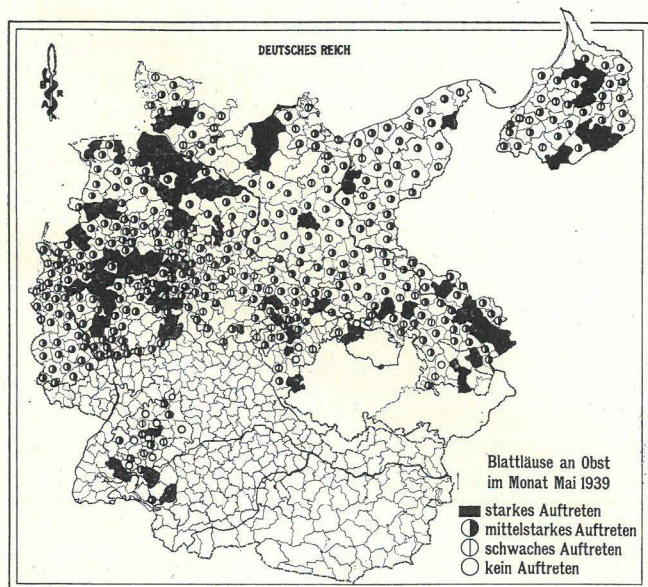 DEUTSCHES REICH
Blattläuse an Obst
im Monat Mai 1939
starkes Auftreten
mittelstarkes Auftreten
schwaches Auftreten
kein Auftreten